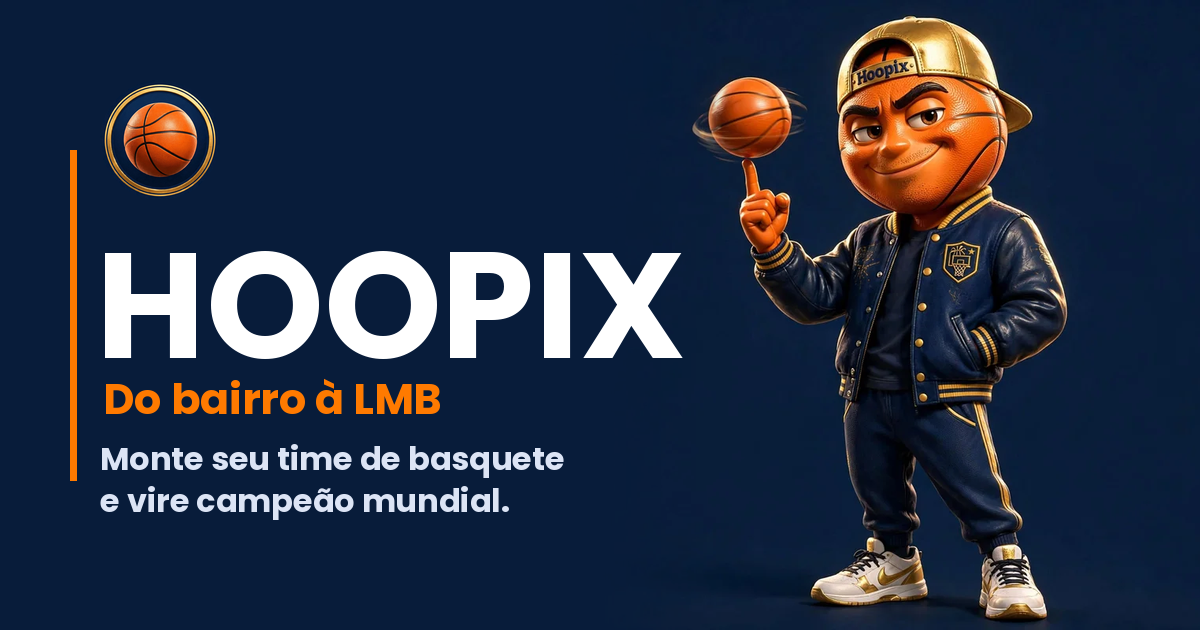 HOOPIX
Do bairro à LMB
Monte seu time de basquete
e vire campeão mundial.
Hoopix